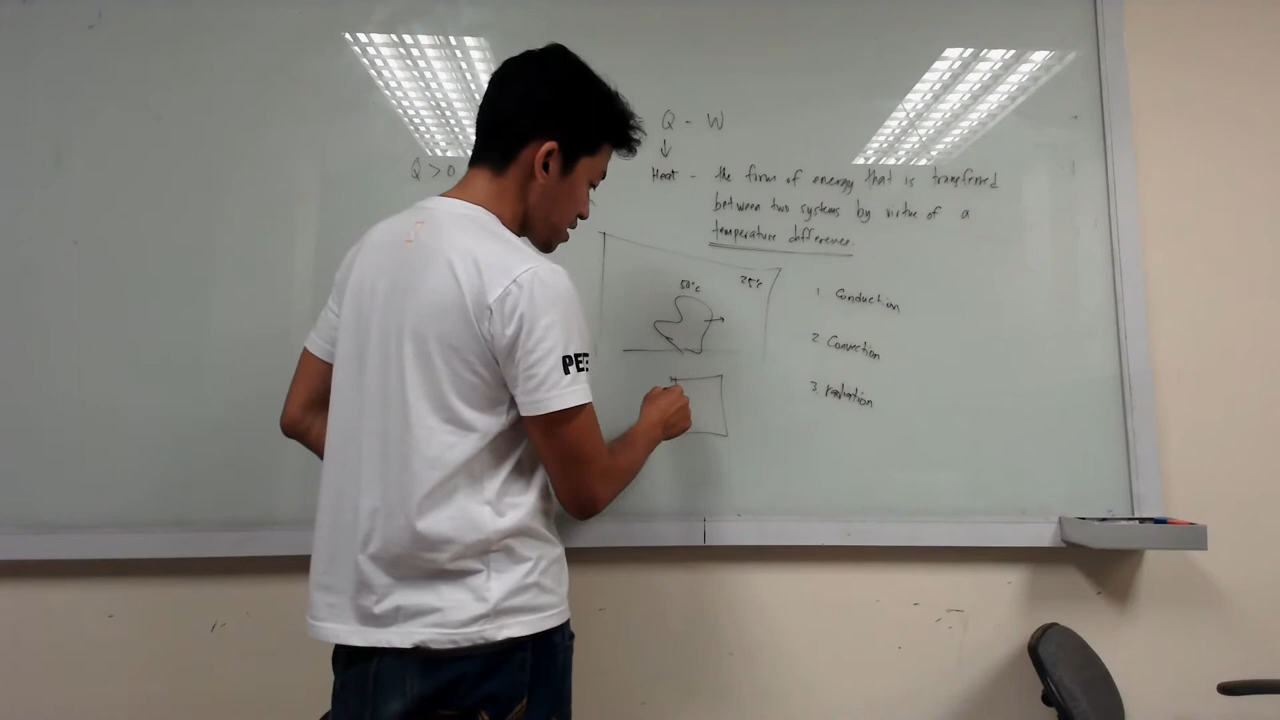 Q - W
↓
Q > 0
Heat - the form of energy that is transferred
between two systems by virtue of a
temperature difference.
50°C
25°C
1. Conduction
2. Convection
3. radiation
PEE